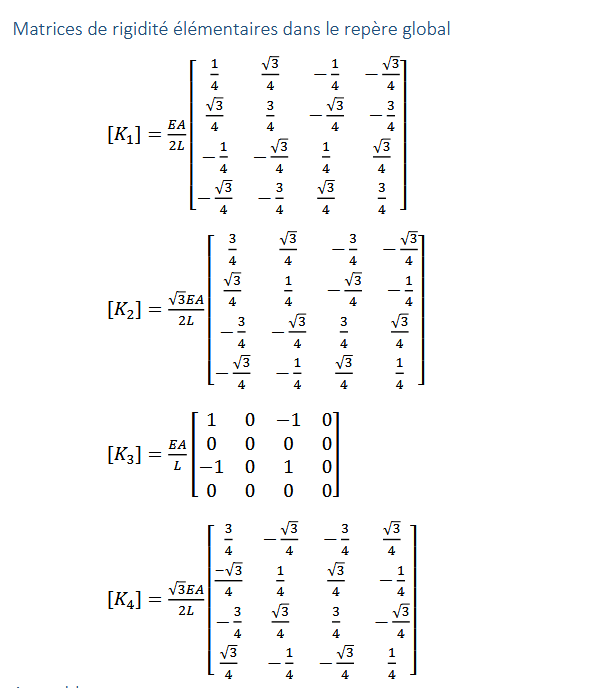 Matrices de rigidité élémentaires dans le repère global
[K₁] = EA/2L [1/4 √3/4 −1/4 −√3/4
√3/4 3/4 −√3/4 −3/4
−1/4 −√3/4 1/4 √3/4
−√3/4 −3/4 √3/4 3/4]
[K₂] = √3EA/2L [3/4 √3/4 −3/4 −√3/4
√3/4 1/4 −√3/4 −1/4
−3/4 −√3/4 3/4 √3/4
−√3/4 −1/4 √3/4 1/4]
[K₃] = EA/L [1 0 −1 0
0 0 0 0
−1 0 1 0
0 0 0 0]
[K₄] = √3EA/2L [3/4 −√3/4 −3/4 √3/4
−√3/4 1/4 √3/4 −1/4
−3/4 √3/4 3/4 −√3/4
√3/4 −1/4 −√3/4 1/4]